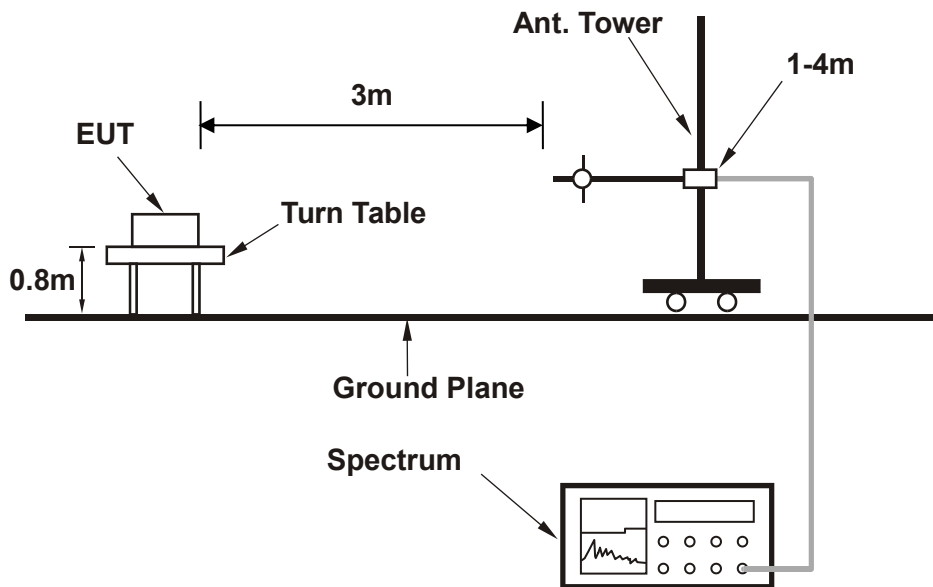 Ant. Tower
1-4m
3m
EUT
Turn Table
0.8m
Ground Plane
Spectrum